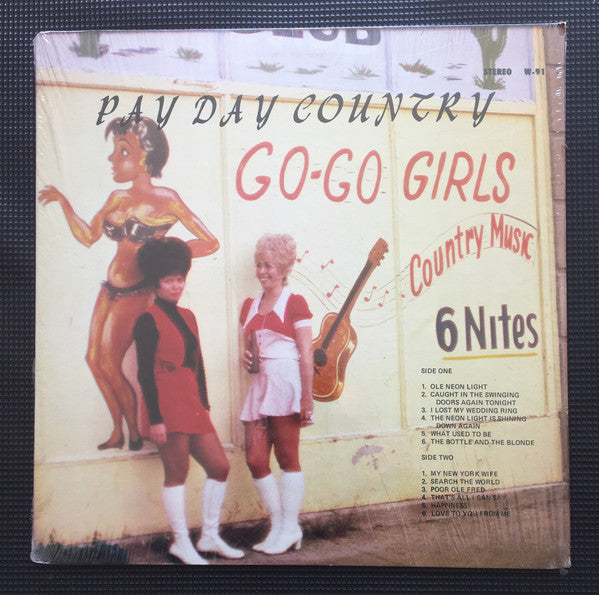 CLUB
STEREO W-91
PAY DAY COUNTRY
GO-GO GIRLS
Country Music
6 Nites
SIDE ONE
1. OLE NEON LIGHT
2. CAUGHT IN THE SWINGING
DOORS AGAIN TONIGHT
3. I LOST MY WEDDING RING
4. THE NEON LIGHT IS SHINING
DOWN AGAIN
5. WHAT USED TO BE
6. THE BOTTLE AND THE BLONDE
SIDE TWO
1. MY NEW YORK WIFE
2. SEARCH THE WORLD
3. POOR OLE FRED
4. THAT'S ALL I CAN SAY
5. HAPPINESS
6. LOVE TO YOU FROM ME